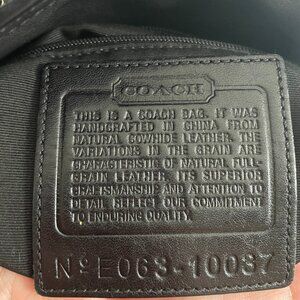 COACH
THIS IS A COACH BAG. IT WAS
HANDCRAFTED IN CHINA FROM
NATURAL COWHIDE LEATHER. THE
VARIATIONS IN THE GRAIN ARE
CHARACTERISTIC OF NATURAL FULL-
GRAIN LEATHER. ITS SUPERIOR
CRAFTSMANSHIP AND ATTENTION TO
DETAIL REFLECT OUR COMMITMENT
TO ENDURING QUALITY.
Nº E063-10037